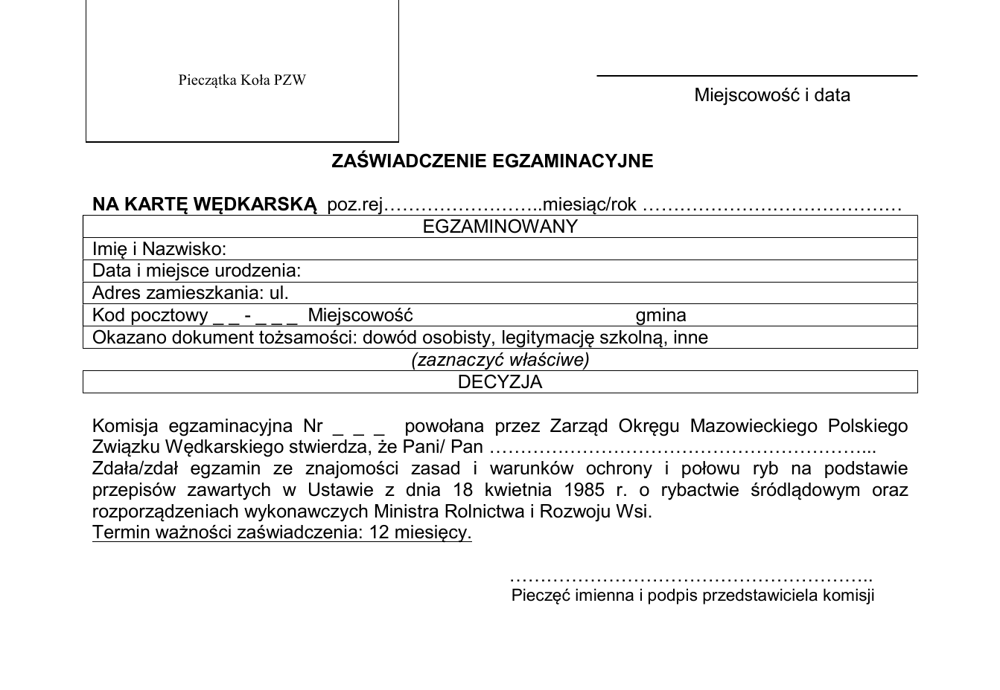 Pieczątka Koła PZW
Miejscowość i data
ZAŚWIADCZENIE EGZAMINACYJNE
NA KARTĘ WĘDKARSKĄ poz.rej……………………..miesiąc/rok ……………………………………
EGZAMINOWANY
Imię i Nazwisko:
Data i miejsce urodzenia:
Adres zamieszkania: ul.
Kod pocztowy _ _ - _ _ _ Miejscowość gmina
Okazano dokument tożsamości: dowód osobisty, legitymację szkolną, inne
(zaznaczyć właściwe)
DECYZJA
Komisja egzaminacyjna Nr _ _ _ powołana przez Zarząd Okręgu Mazowieckiego Polskiego
Związku Wędkarskiego stwierdza, że Pani/ Pan ……………………………………………………...
Zdała/zdał egzamin ze znajomości zasad i warunków ochrony i połowu ryb na podstawie
przepisów zawartych w Ustawie z dnia 18 kwietnia 1985 r. o rybactwie śródlądowym oraz
rozporządzeniach wykonawczych Ministra Rolnictwa i Rozwoju Wsi.
Termin ważności zaświadczenia: 12 miesięcy.
…………………………………………………..
Pieczęć imienna i podpis przedstawiciela komisji